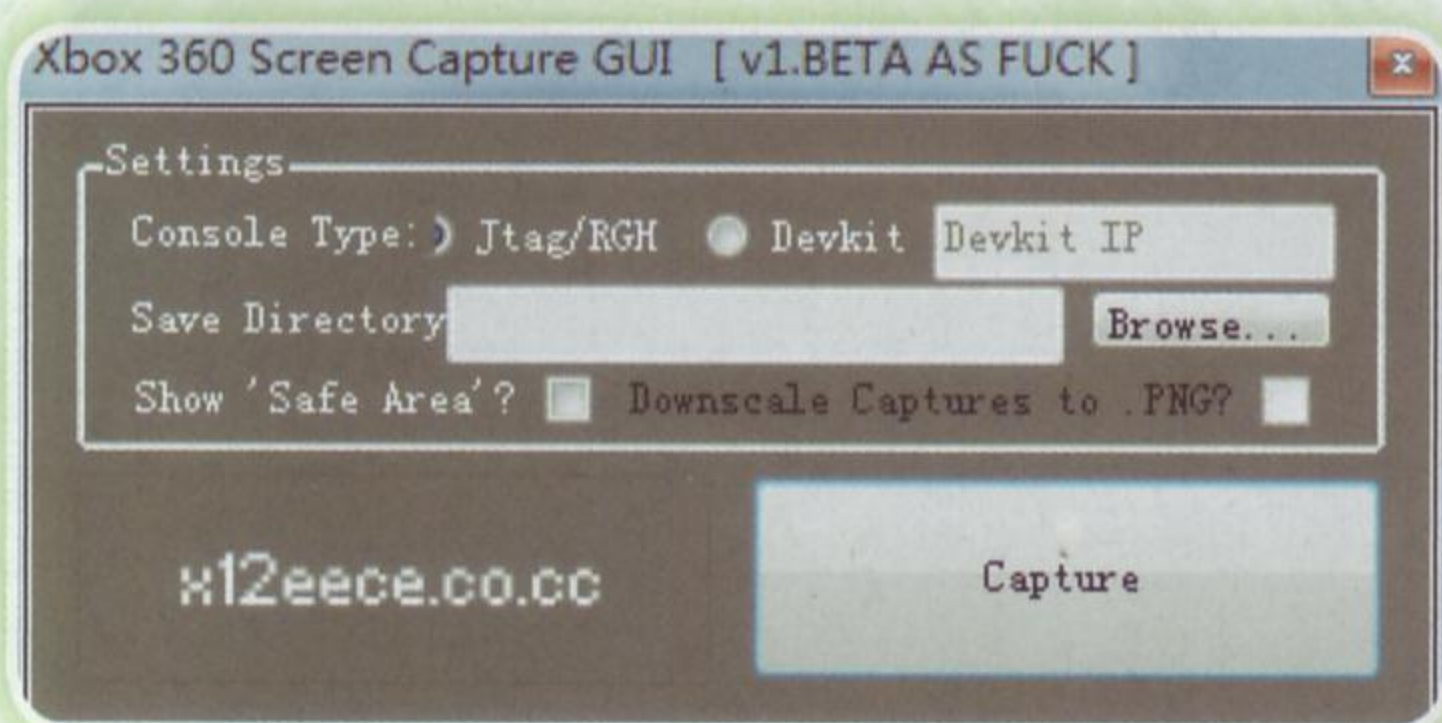 Xbox 360 Screen Capture GUI [ v1.BETA AS FUCK ]
Settings
Console Type: Jtag/RGH Devkit Devkit IP
Save Directory Browse...
Show 'Safe Area'? Downscale Captures to .PNG?
x12eece.co.cc Capture